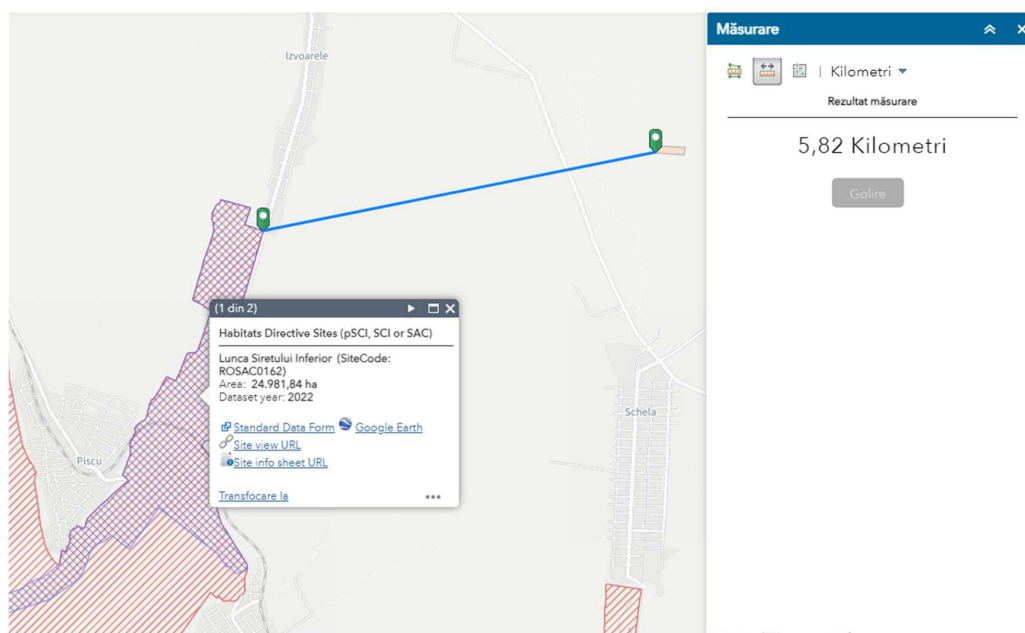 Izvoarele
Piscu
Schela
(1 din 2)
Habitats Directive Sites (pSCI, SCI or SAC)
Lunca Siretului Inferior (SiteCode:
ROSAC0162)
Area: 24.981,84 ha
Dataset year: 2022
Standard Data Form Google Earth
Site view URL
Site info sheet URL
Transfocare la
Măsurare
| Kilometri
Rezultat măsurare
5,82 Kilometri
Golire